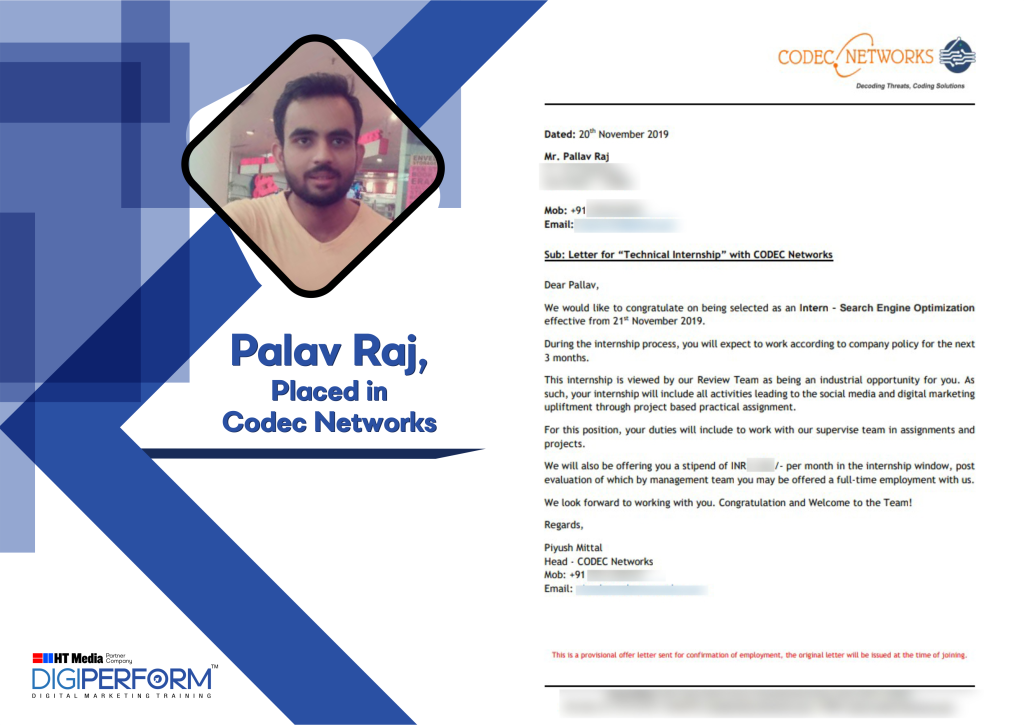 Palav Raj,
Placed in
Codec Networks
HT Media Partner
Company
DIGIPERFORM™
DIGITAL MARKETING TRAINING
CODEC NETWORKS
Decoding Threats, Coding Solutions
Dated: 20th November 2019
Mr. Pallav Raj
Mob: +91
Email:
Sub: Letter for “Technical Internship” with CODEC Networks
Dear Pallav,
We would like to congratulate on being selected as an Intern - Search Engine Optimization
effective from 21st November 2019.
During the internship process, you will expect to work according to company policy for the next
3 months.
This internship is viewed by our Review Team as being an industrial opportunity for you. As
such, your internship will include all activities leading to the social media and digital marketing
upliftment through project based practical assignment.
For this position, your duties will include to work with our supervise team in assignments and
projects.
We will also be offering you a stipend of INR /- per month in the internship window, post
evaluation of which by management team you may be offered a full-time employment with us.
We look forward to working with you. Congratulation and Welcome to the Team!
Regards,
Piyush Mittal
Head - CODEC Networks
Mob: +91
Email:
This is a provisional offer letter sent for confirmation of employment, the original letter will be issued at the time of joining.